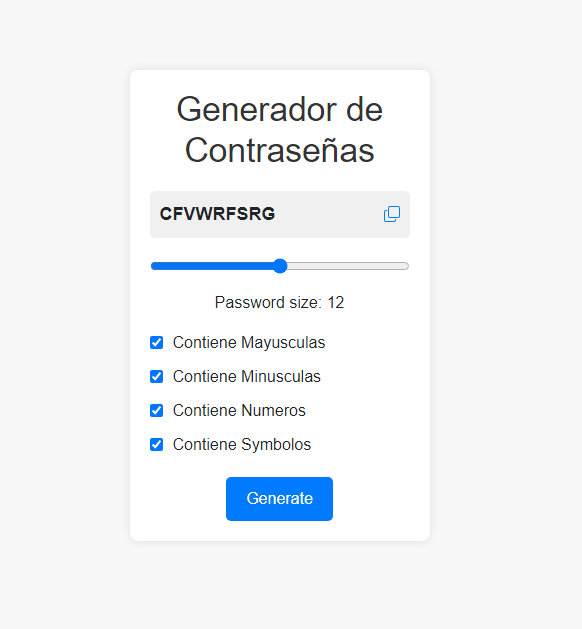 Generador de
Contraseñas
CFVWRFSRG
Password size: 12
Contiene Mayusculas
Contiene Minusculas
Contiene Numeros
Contiene Symbolos
Generate